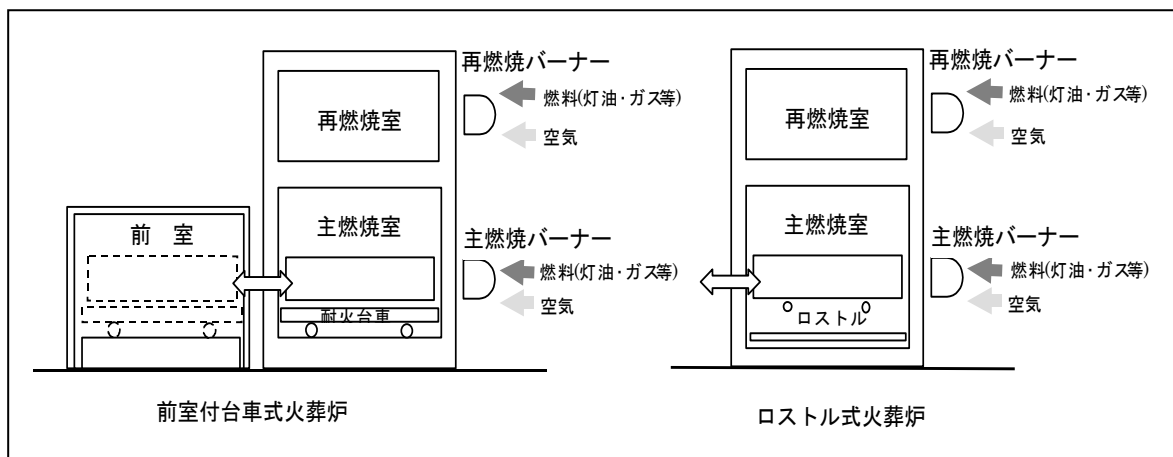 再燃焼バーナー
燃料(灯油・ガス等)
空気
再燃焼室
主燃焼室
前　室
主燃焼バーナー
燃料(灯油・ガス等)
空気
耐火台車
前室付台車式火葬炉
再燃焼バーナー
燃料(灯油・ガス等)
空気
再燃焼室
主燃焼室
主燃焼バーナー
燃料(灯油・ガス等)
空気
ロストル
ロストル式火葬炉